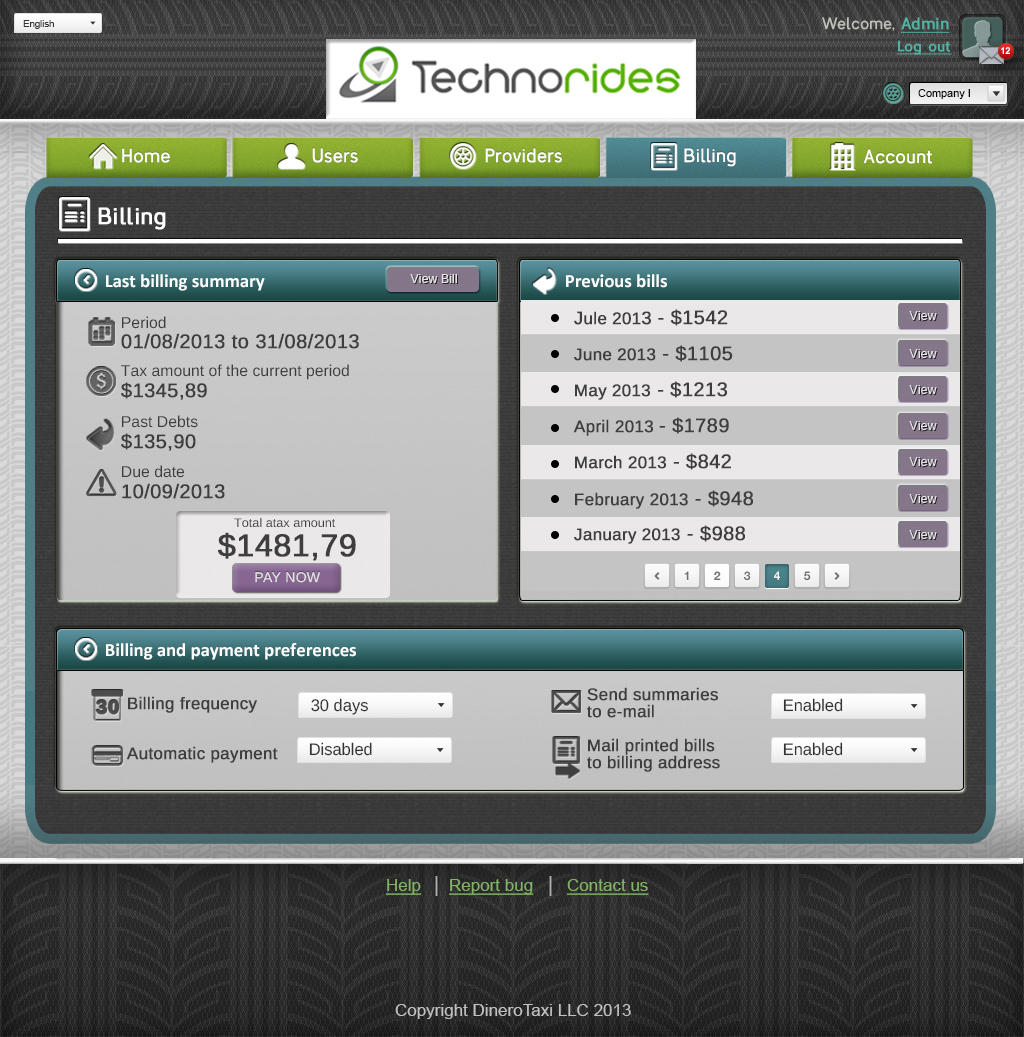 English
Welcome, Admin
Log out
12
Technorides
Company I
Home
Users
Providers
Billing
Account
Billing
Last billing summary
View Bill
Period
01/08/2013 to 31/08/2013
Tax amount of the current period
$1345,89
Past Debts
$135,90
Due date
10/09/2013
Total atax amount
$1481,79
PAY NOW
Previous bills
Jule 2013 - $1542
View
June 2013 - $1105
View
May 2013 - $1213
View
April 2013 - $1789
View
March 2013 - $842
View
February 2013 - $948
View
January 2013 - $988
View
‹ 1 2 3 4 5 ›
Billing and payment preferences
30
Billing frequency
30 days
Automatic payment
Disabled
Send summaries
to e-mail
Enabled
Mail printed bills
to billing address
Enabled
Help | Report bug | Contact us
Copyright DineroTaxi LLC 2013